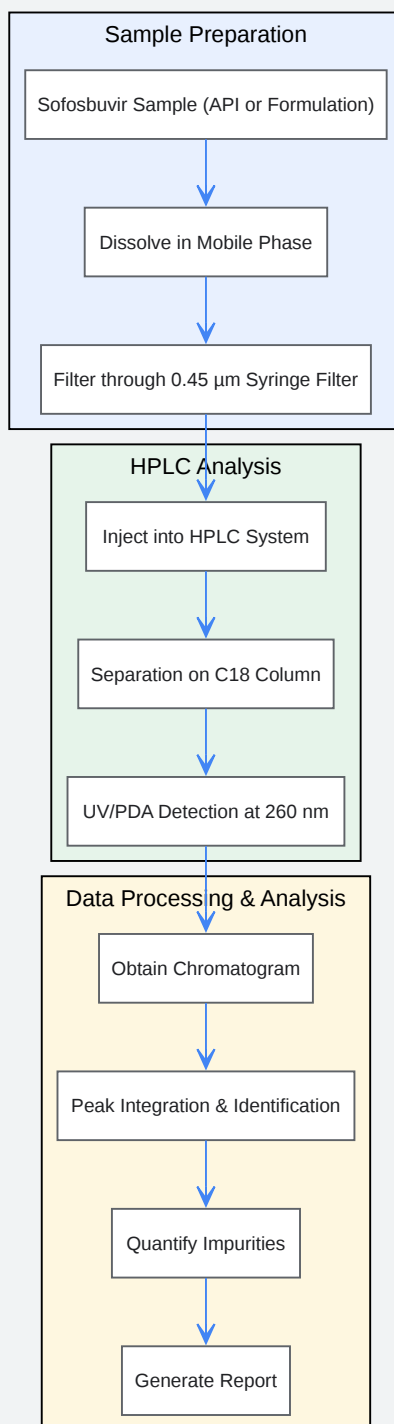 Sample Preparation
Sofosbuvir Sample (API or Formulation)
Dissolve in Mobile Phase
Filter through 0.45 µm Syringe Filter
HPLC Analysis
Inject into HPLC System
Separation on C18 Column
UV/PDA Detection at 260 nm
Data Processing & Analysis
Obtain Chromatogram
Peak Integration & Identification
Quantify Impurities
Generate Report